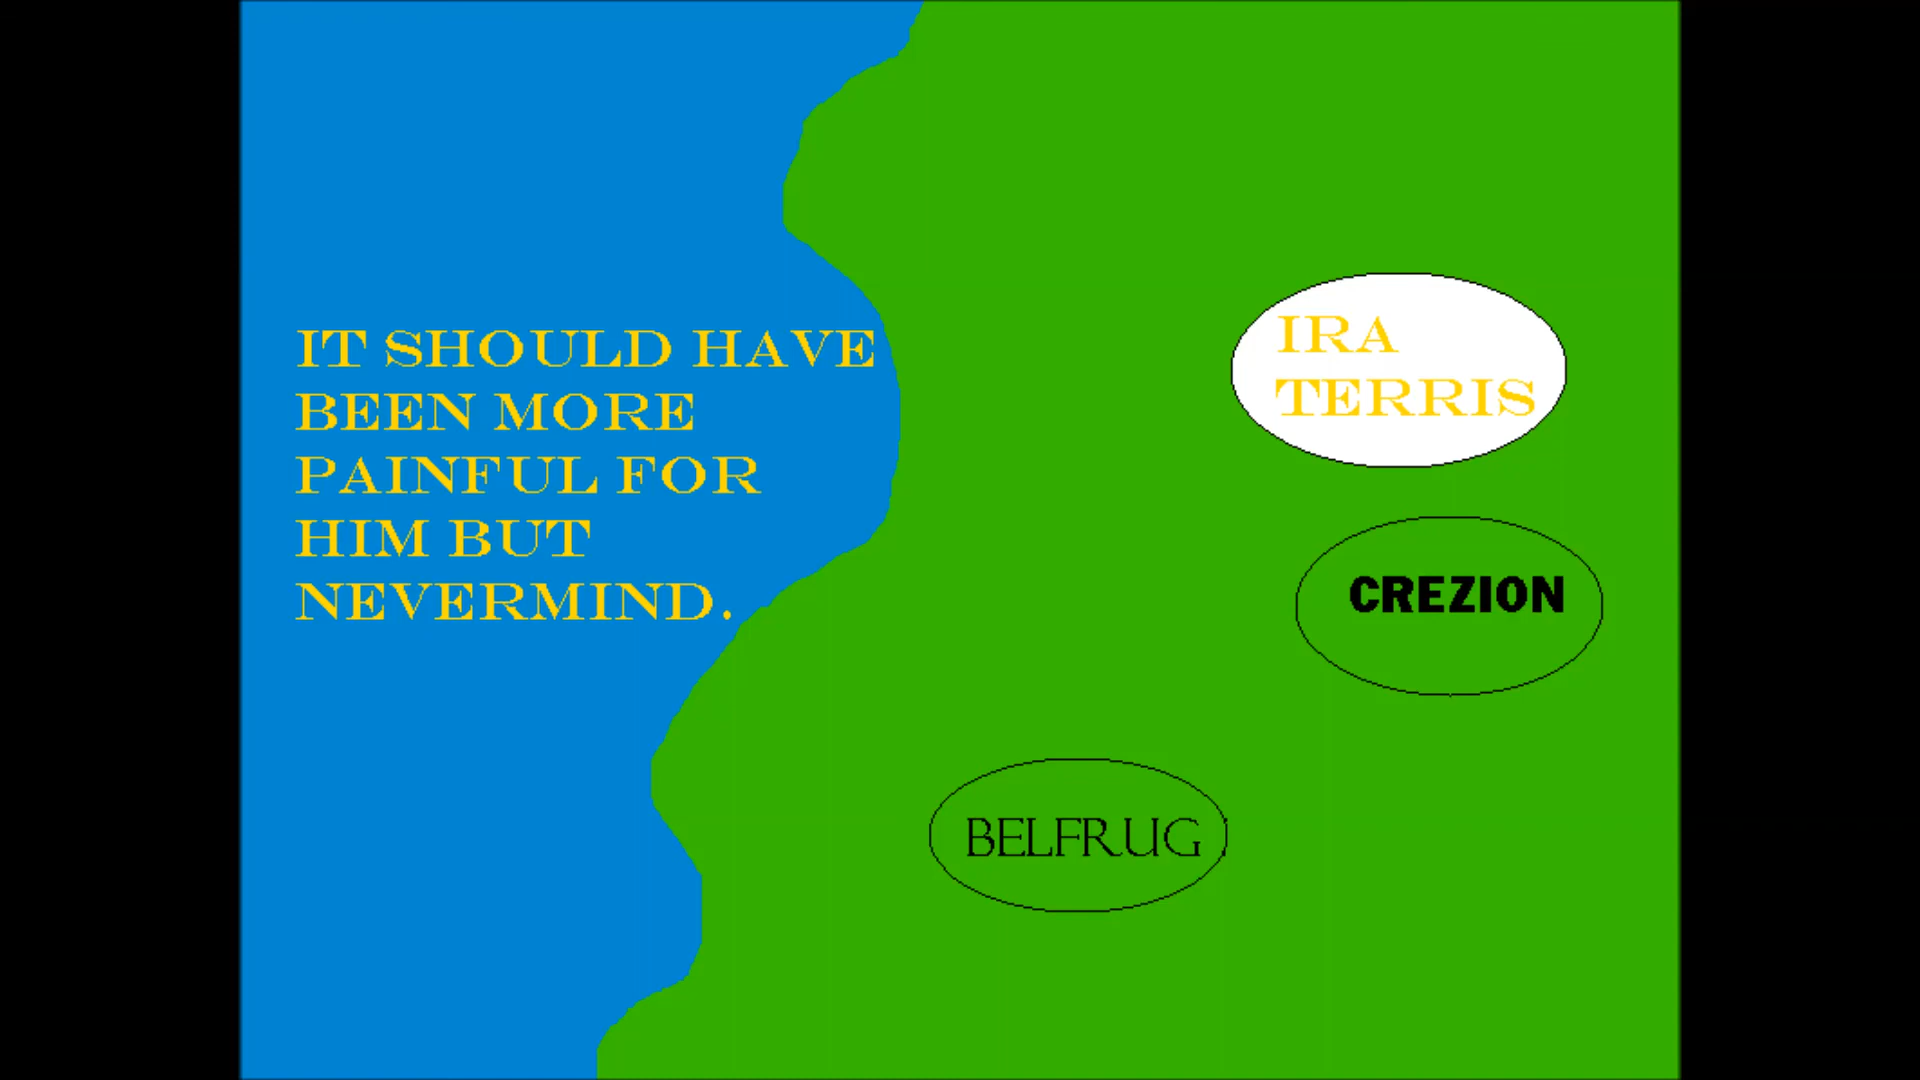 IT SHOULD HAVE
BEEN MORE
PAINFUL FOR
HIM BUT
NEVERMIND.
IRA
TERRIS
CREZION
BELFRUG